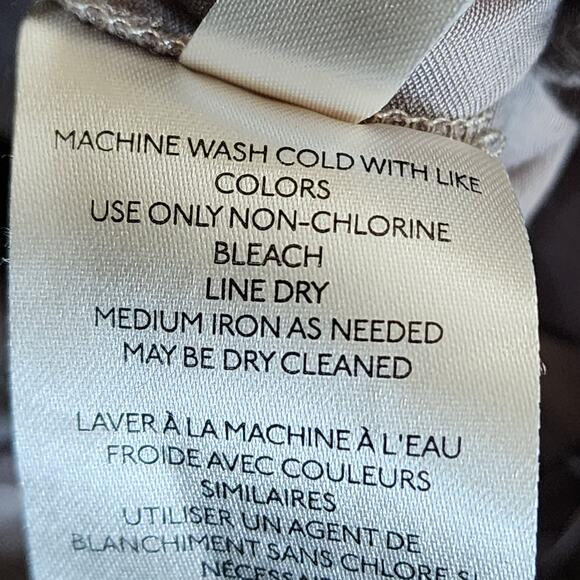 MACHINE WASH COLD WITH LIKE
COLORS
USE ONLY NON-CHLORINE
BLEACH
LINE DRY
MEDIUM IRON AS NEEDED
MAY BE DRY CLEANED
LAVER À LA MACHINE À L'EAU
FROIDE AVEC COULEURS
SIMILAIRES
UTILISER UN AGENT DE
BLANCHIMENT SANS CHLORE SI